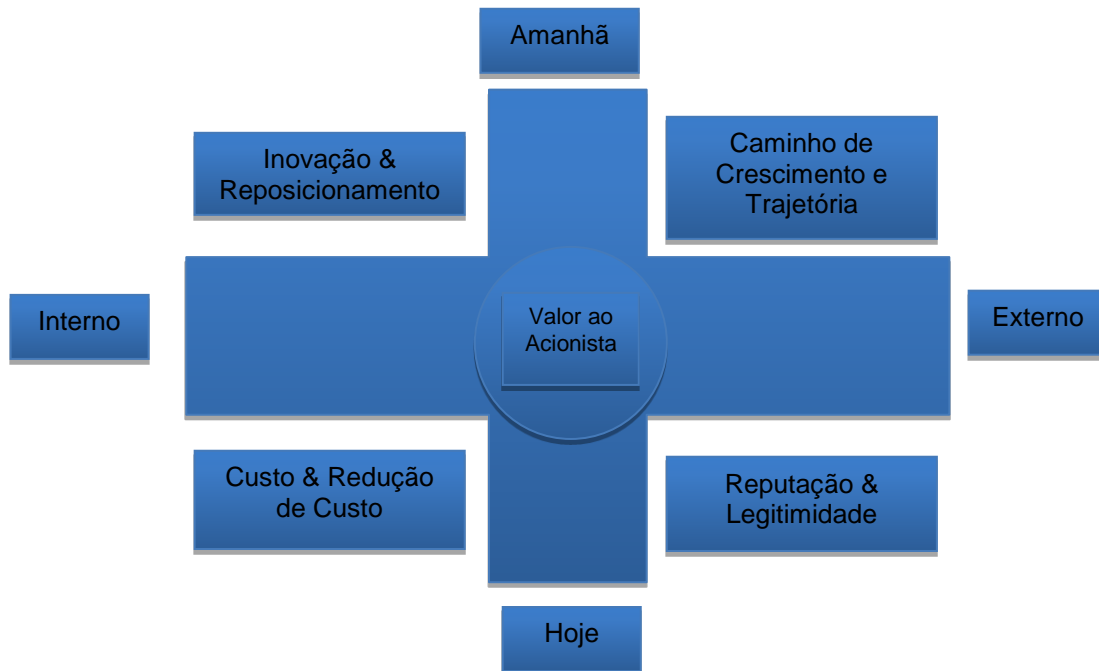 Amanhã
Inovação &
Reposicionamento
Caminho de
Crescimento e
Trajetória
Interno
Valor ao
Acionista
Externo
Custo & Redução
de Custo
Reputação &
Legitimidade
Hoje